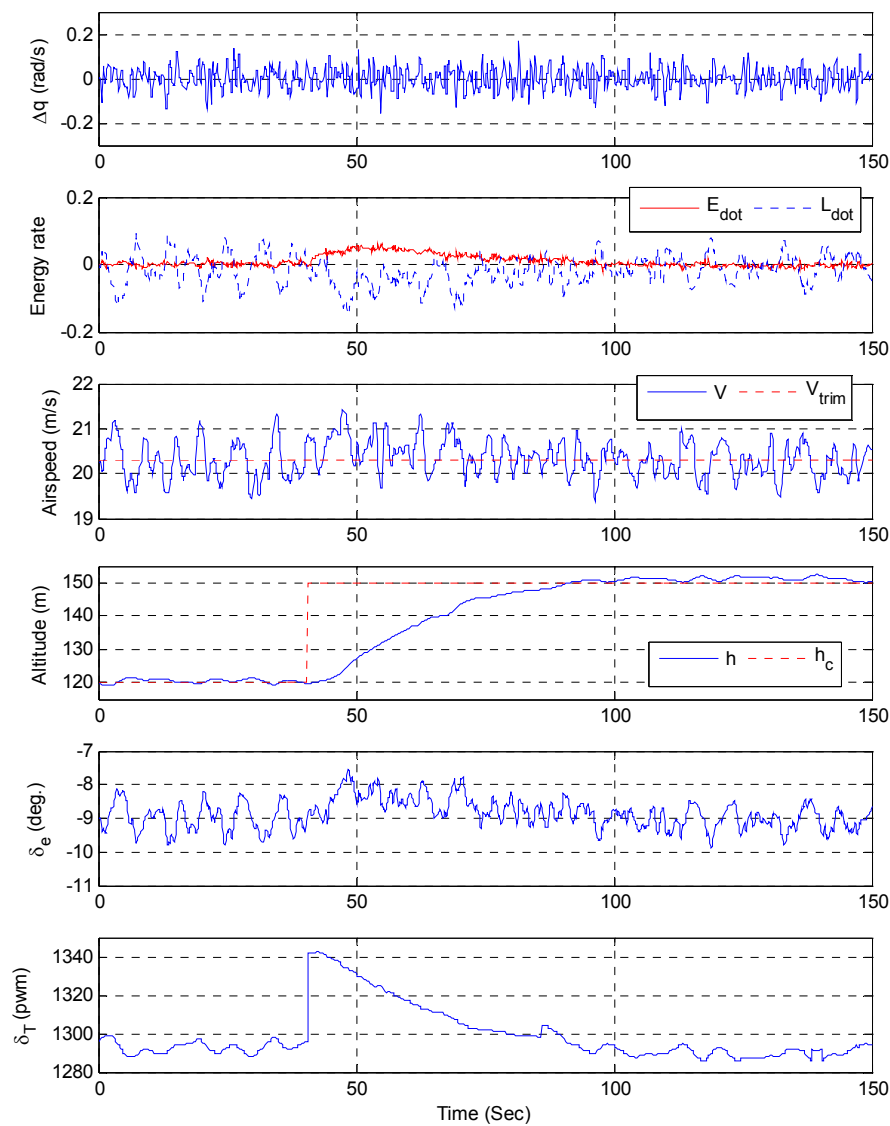 0.2
0
-0.2
Δq (rad/s)
0 50 100 150
0.2
0
-0.2
Energy rate
E_dot L_dot
0 50 100 150
22
21
20
19
Airspeed (m/s)
V V_trim
0 50 100 150
150
140
130
120
Altitude (m)
h h_c
0 50 100 150
-7
-8
-9
-10
-11
δ_e (deg.)
0 50 100 150
1340
1320
1300
1280
δ_T (pwm)
0 50 100 150
Time (Sec)